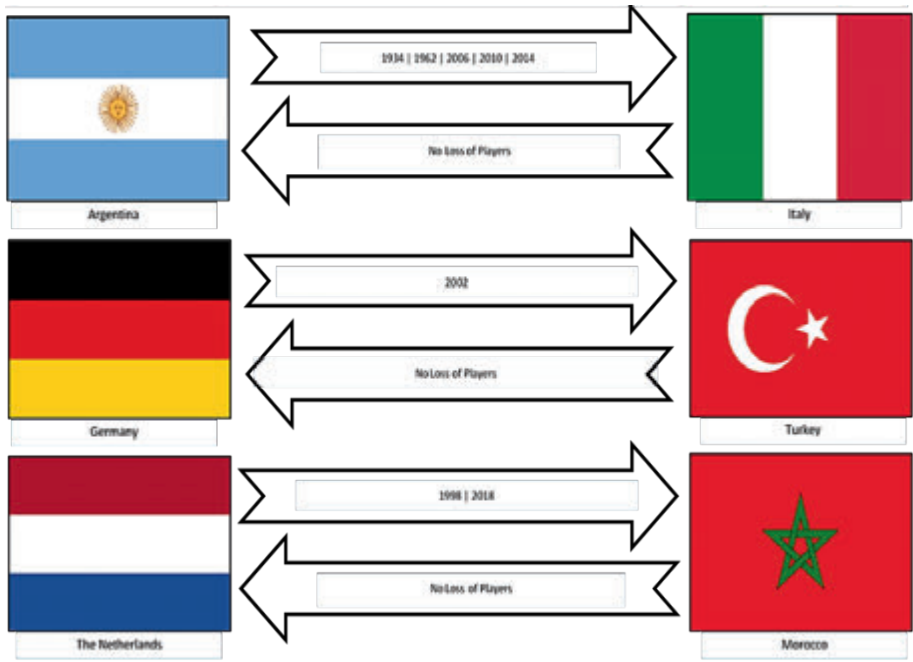 1934 | 1962 | 2006 | 2010 | 2014
No Loss of Players
Argentina
Italy
2002
No Loss of Players
Germany
Turkey
1998 | 2018
No Loss of Players
The Netherlands
Morocco